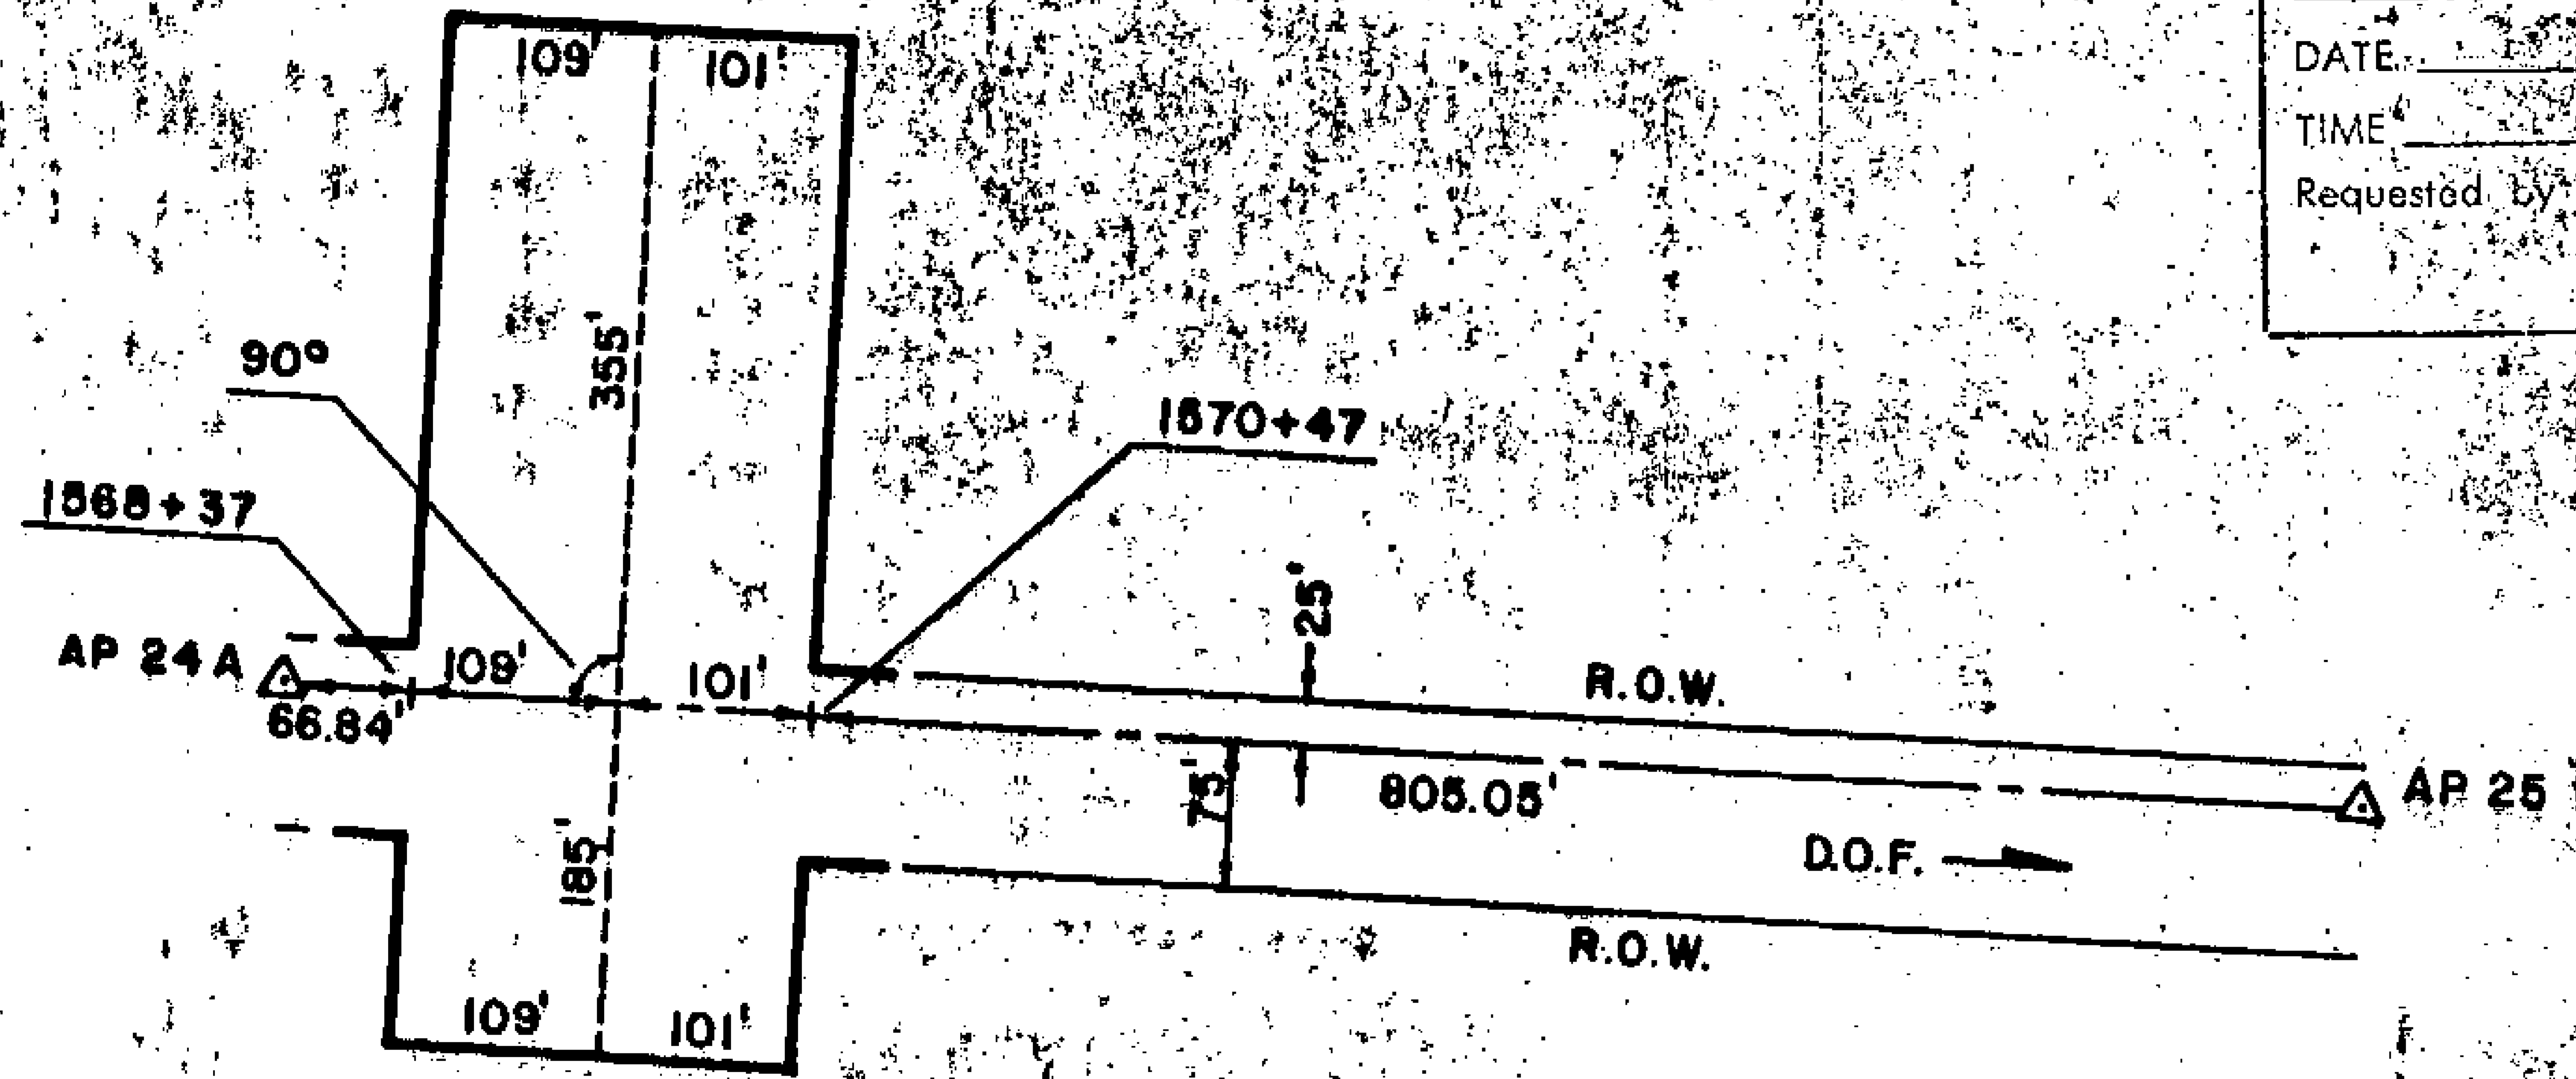 109' 101'
DATE
TIME
Requested by
355'
90°
1570+47
1568+37
25'
AP 24 A
109'
101'
R.O.W.
66.84'
75'
805.05'
AP 25
D.O.F.
185'
R.O.W.
109'
101'